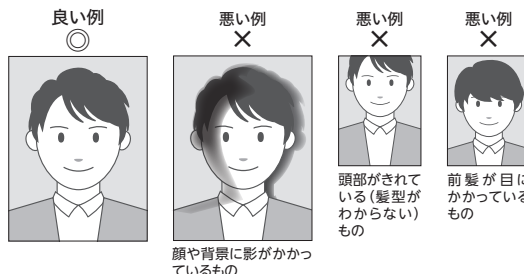 良い例
◎
悪い例
×
顔や背景に影がかかっ
ているもの
悪い例
×
頭部がきれて
いる(髪型が
わからない)
もの
悪い例
×
前髪が目に
かかっている
もの